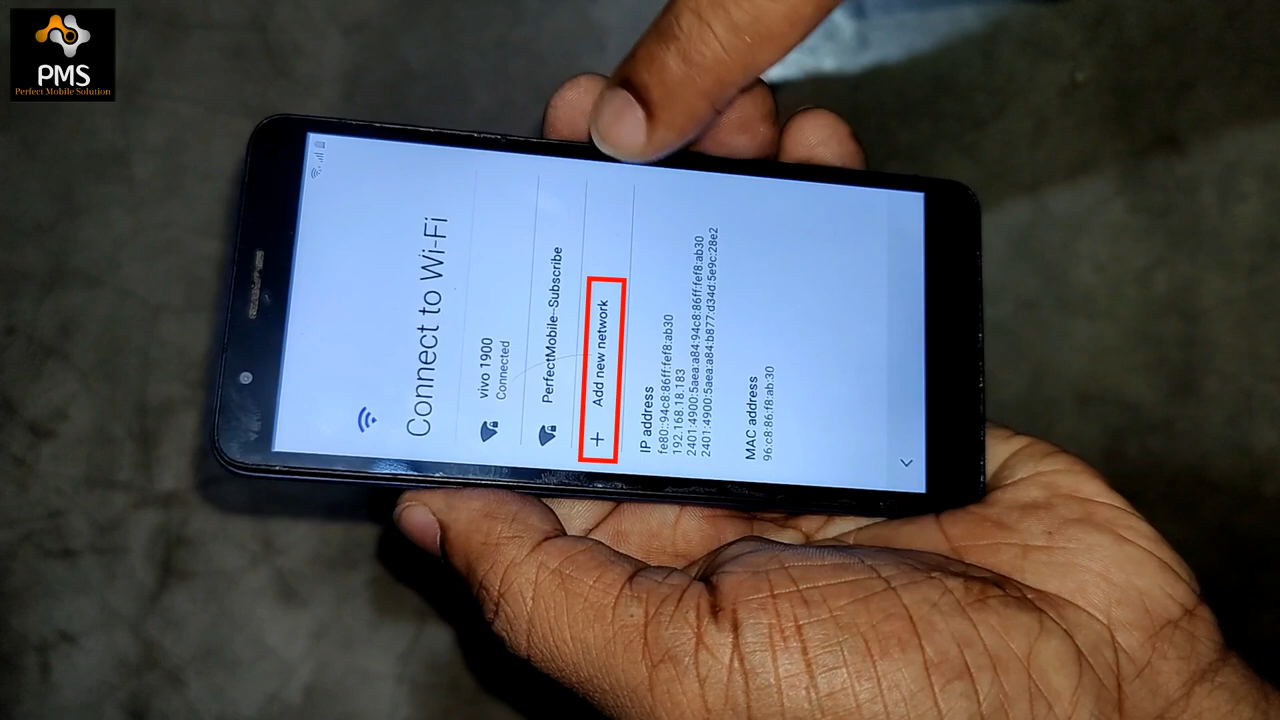 PMS
Perfect Mobile Solution
Connect to Wi-Fi
vivo 1900
Connected
PerfectMobile--Subscribe
+ Add new network
IP address
fe80::94c8:86ff:fef8:ab30
192.168.18.183
2401:4900:5aea:a84:94c8:86ff:fef8:ab30
2401:4900:5aea:a84:b877:d34d:5e9c:28e2
MAC address
96:c8:86:f8:ab:30